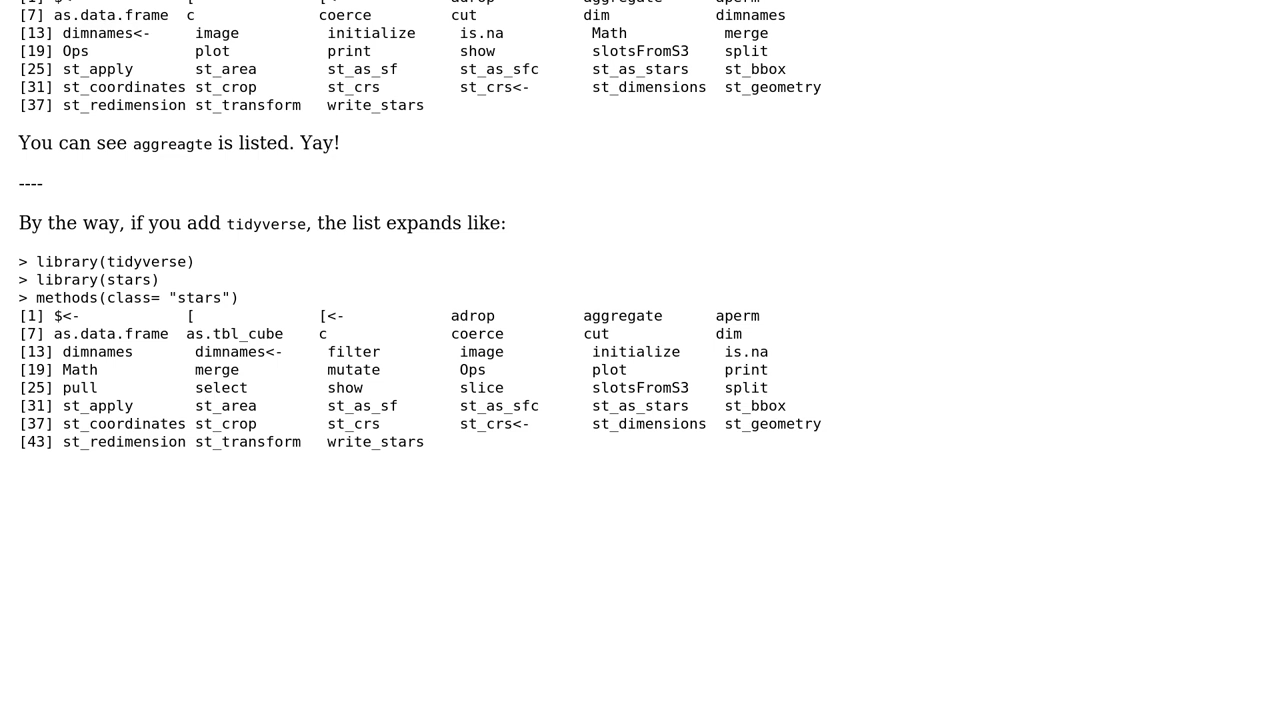 [1] $<- [ [<- adrop aggregate aperm
[7] as.data.frame c coerce cut dim dimnames
[13] dimnames<- image initialize is.na Math merge
[19] Ops plot print show slotsFromS3 split
[25] st_apply st_area st_as_sf st_as_sfc st_as_stars st_bbox
[31] st_coordinates st_crop st_crs st_crs<- st_dimensions st_geometry
[37] st_redimension st_transform write_stars
You can see aggreagte is listed. Yay!
----
By the way, if you add tidyverse, the list expands like:
> library(tidyverse)
> library(stars)
> methods(class= "stars")
[1] $<- [ [<- adrop aggregate aperm
[7] as.data.frame as.tbl_cube c coerce cut dim
[13] dimnames dimnames<- filter image initialize is.na
[19] Math merge mutate Ops plot print
[25] pull select show slice slotsFromS3 split
[31] st_apply st_area st_as_sf st_as_sfc st_as_stars st_bbox
[37] st_coordinates st_crop st_crs st_crs<- st_dimensions st_geometry
[43] st_redimension st_transform write_stars